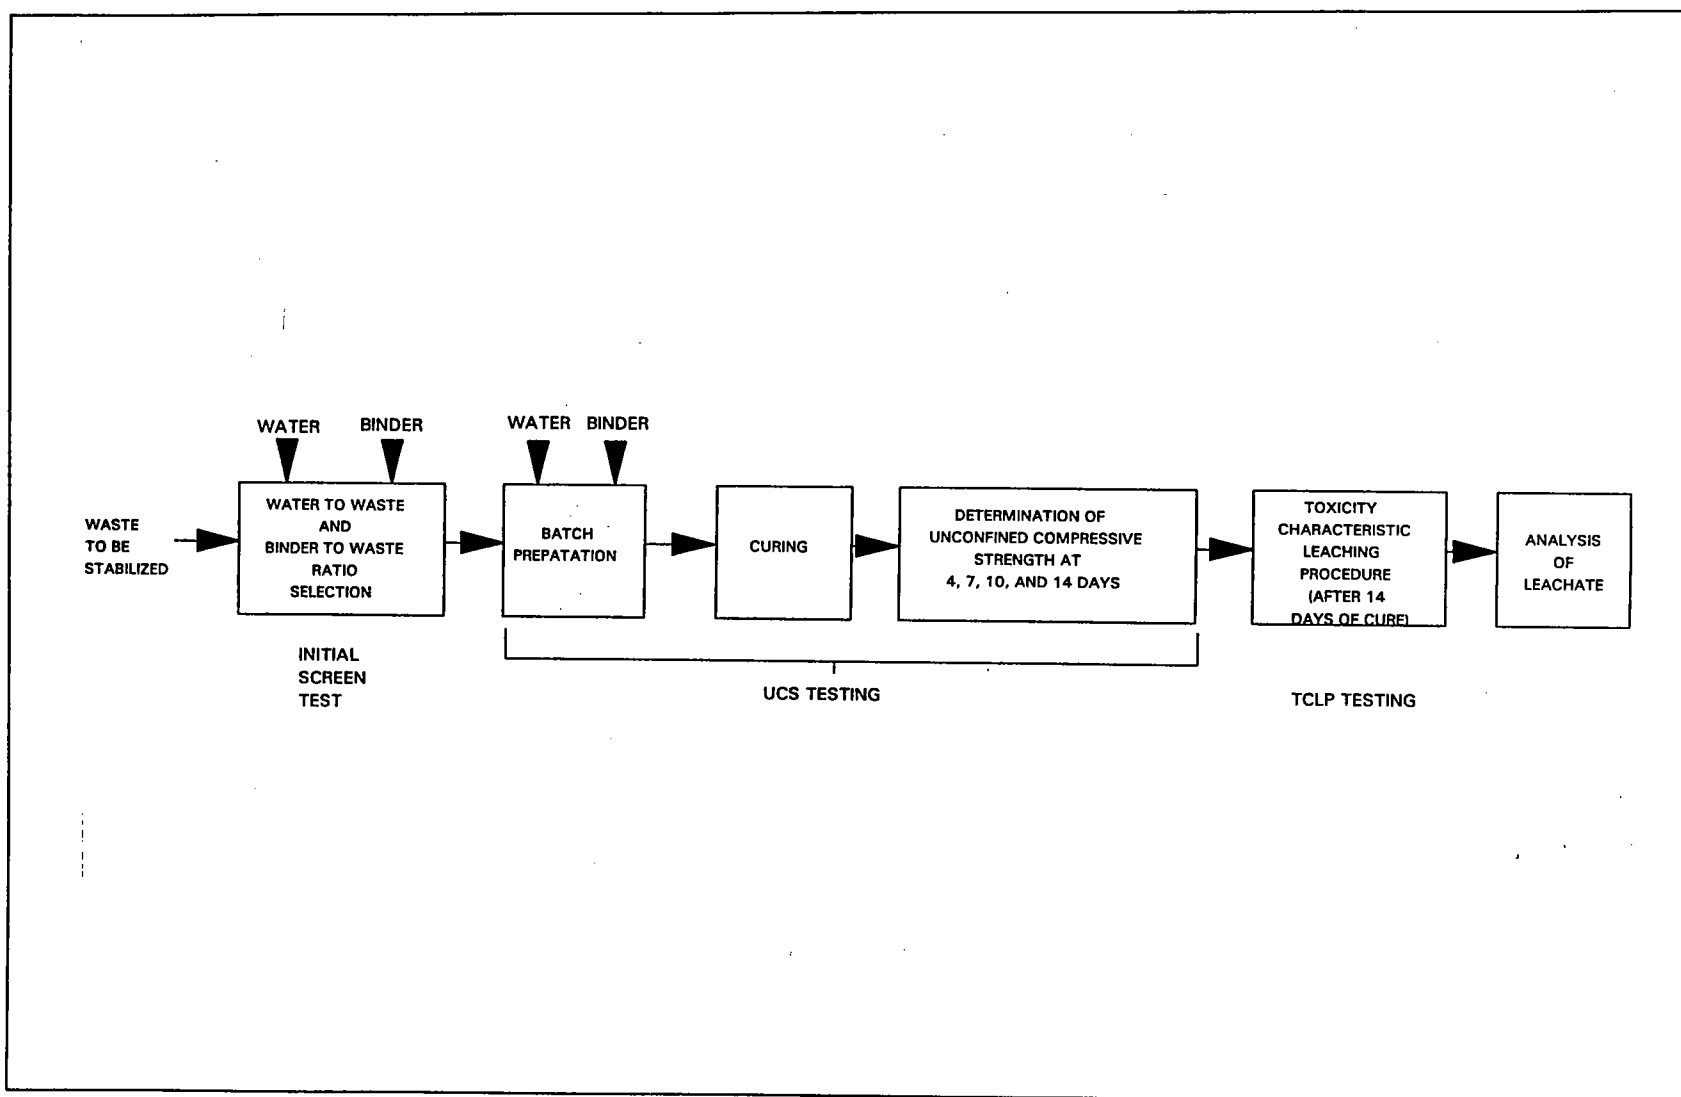 WATER BINDER
WATER BINDER
WASTE
TO BE
STABILIZED
WATER TO WASTE
AND
BINDER TO WASTE
RATIO
SELECTION
BATCH
PREPATATION
CURING
DETERMINATION OF
UNCONFINED COMPRESSIVE
STRENGTH AT
4, 7, 10, AND 14 DAYS
TOXICITY
CHARACTERISTIC
LEACHING
PROCEDURE
(AFTER 14
DAYS OF CURE)
ANALYSIS
OF
LEACHATE
INITIAL
SCREEN
TEST
UCS TESTING
TCLP TESTING